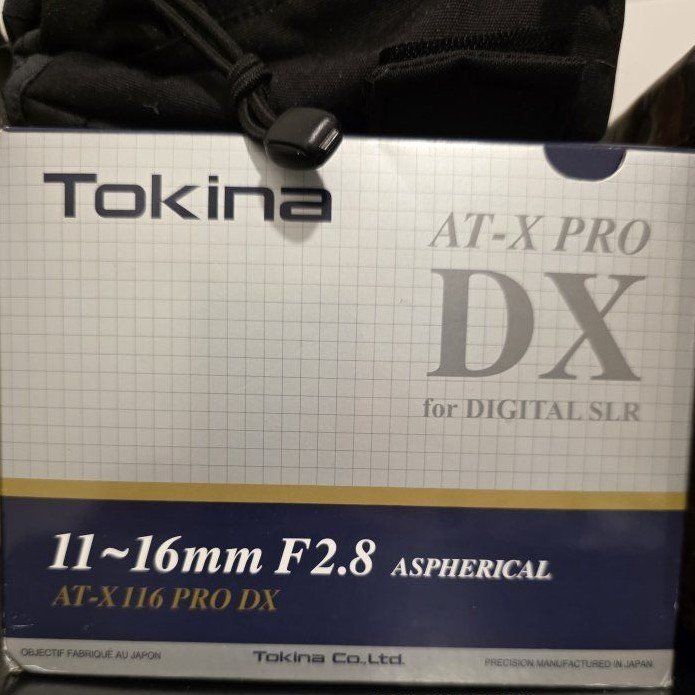 Tokina
AT-X PRO
DX
for DIGITAL SLR
11~16mm F2.8 ASPHERICAL
AT-X116 PRO DX
OBJECTIF FABRIQUÉ AU JAPON
Tokina Co., Ltd.
PRECISION MANUFACTURED IN JAPAN.